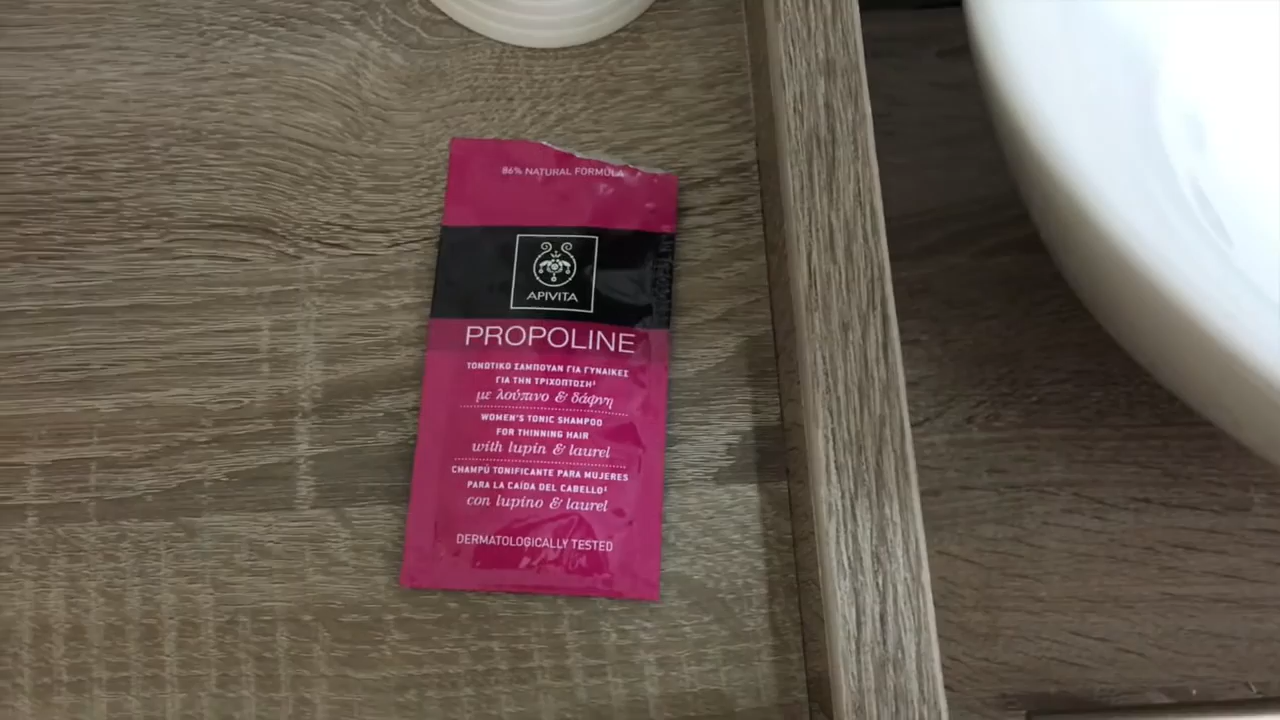 86% NATURAL FORMULA
APIVITA
PROPOLINE
ΤΟΝΩΤΙΚΟ ΣΑΜΠΟΥΑΝ ΓΙΑ ΓΥΝΑΙΚΕΣ
ΓΙΑ ΤΗΝ ΤΡΙΧΟΠΤΩΣΗ¹
με λούπινο & δάφνη
WOMEN'S TONIC SHAMPOO
FOR THINNING HAIR
with lupin & laurel
CHAMPÚ TONIFICANTE PARA MUJERES
PARA LA CAÍDA DEL CABELLO¹
con lupino & laurel
DERMATOLOGICALLY TESTED